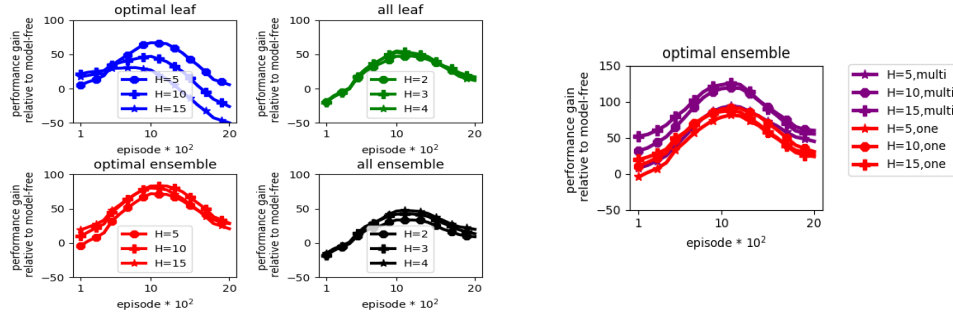 optimal leaf
performance gain
relative to model-free
100
50
0
−50
H=5
H=10
H=15
1
10
20
episode * 10²
all leaf
performance gain
relative to model-free
100
50
0
−50
H=2
H=3
H=4
1
10
20
episode * 10²
optimal ensemble
performance gain
relative to model-free
100
50
0
−50
H=5
H=10
H=15
1
10
20
episode * 10²
all ensemble
performance gain
relative to model-free
100
50
0
−50
H=2
H=3
H=4
1
10
20
episode * 10²
optimal ensemble
performance gain
relative to model-free
150
100
50
0
−50
1
10
20
episode * 10²
H=5,multi
H=10,multi
H=15,multi
H=5,one
H=10,one
H=15,one